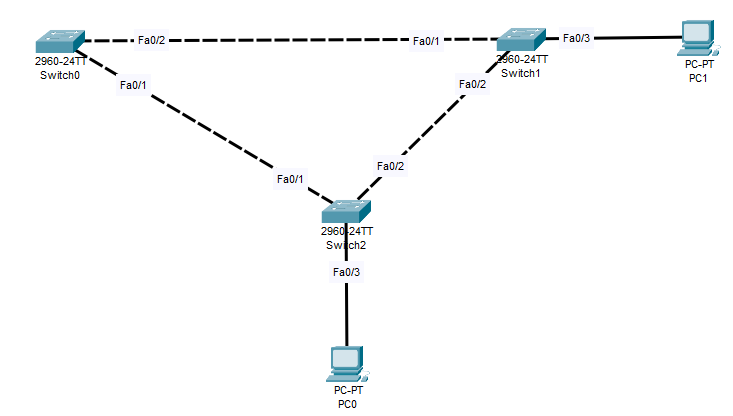 Fa0/2
Fa0/1
Fa0/3
2960-24TT
Switch0
2960-24TT
Switch1
PC-PT
PC1
Fa0/1
Fa0/2
Fa0/2
Fa0/1
2960-24TT
Switch2
Fa0/3
PC-PT
PC0